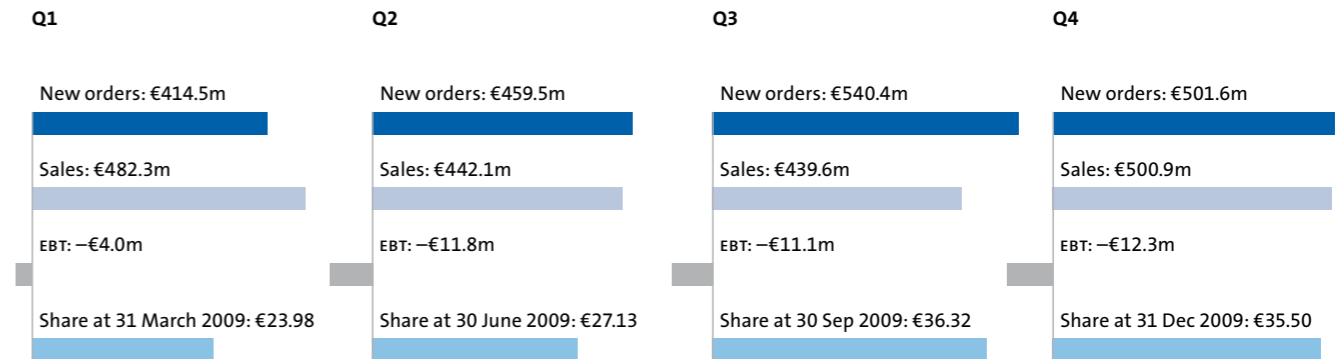 Q1
New orders: €414.5m
Sales: €482.3m
EBT: –€4.0m
Share at 31 March 2009: €23.98
Q2
New orders: €459.5m
Sales: €442.1m
EBT: –€11.8m
Share at 30 June 2009: €27.13
Q3
New orders: €540.4m
Sales: €439.6m
EBT: –€11.1m
Share at 30 Sep 2009: €36.32
Q4
New orders: €501.6m
Sales: €500.9m
EBT: –€12.3m
Share at 31 Dec 2009: €35.50